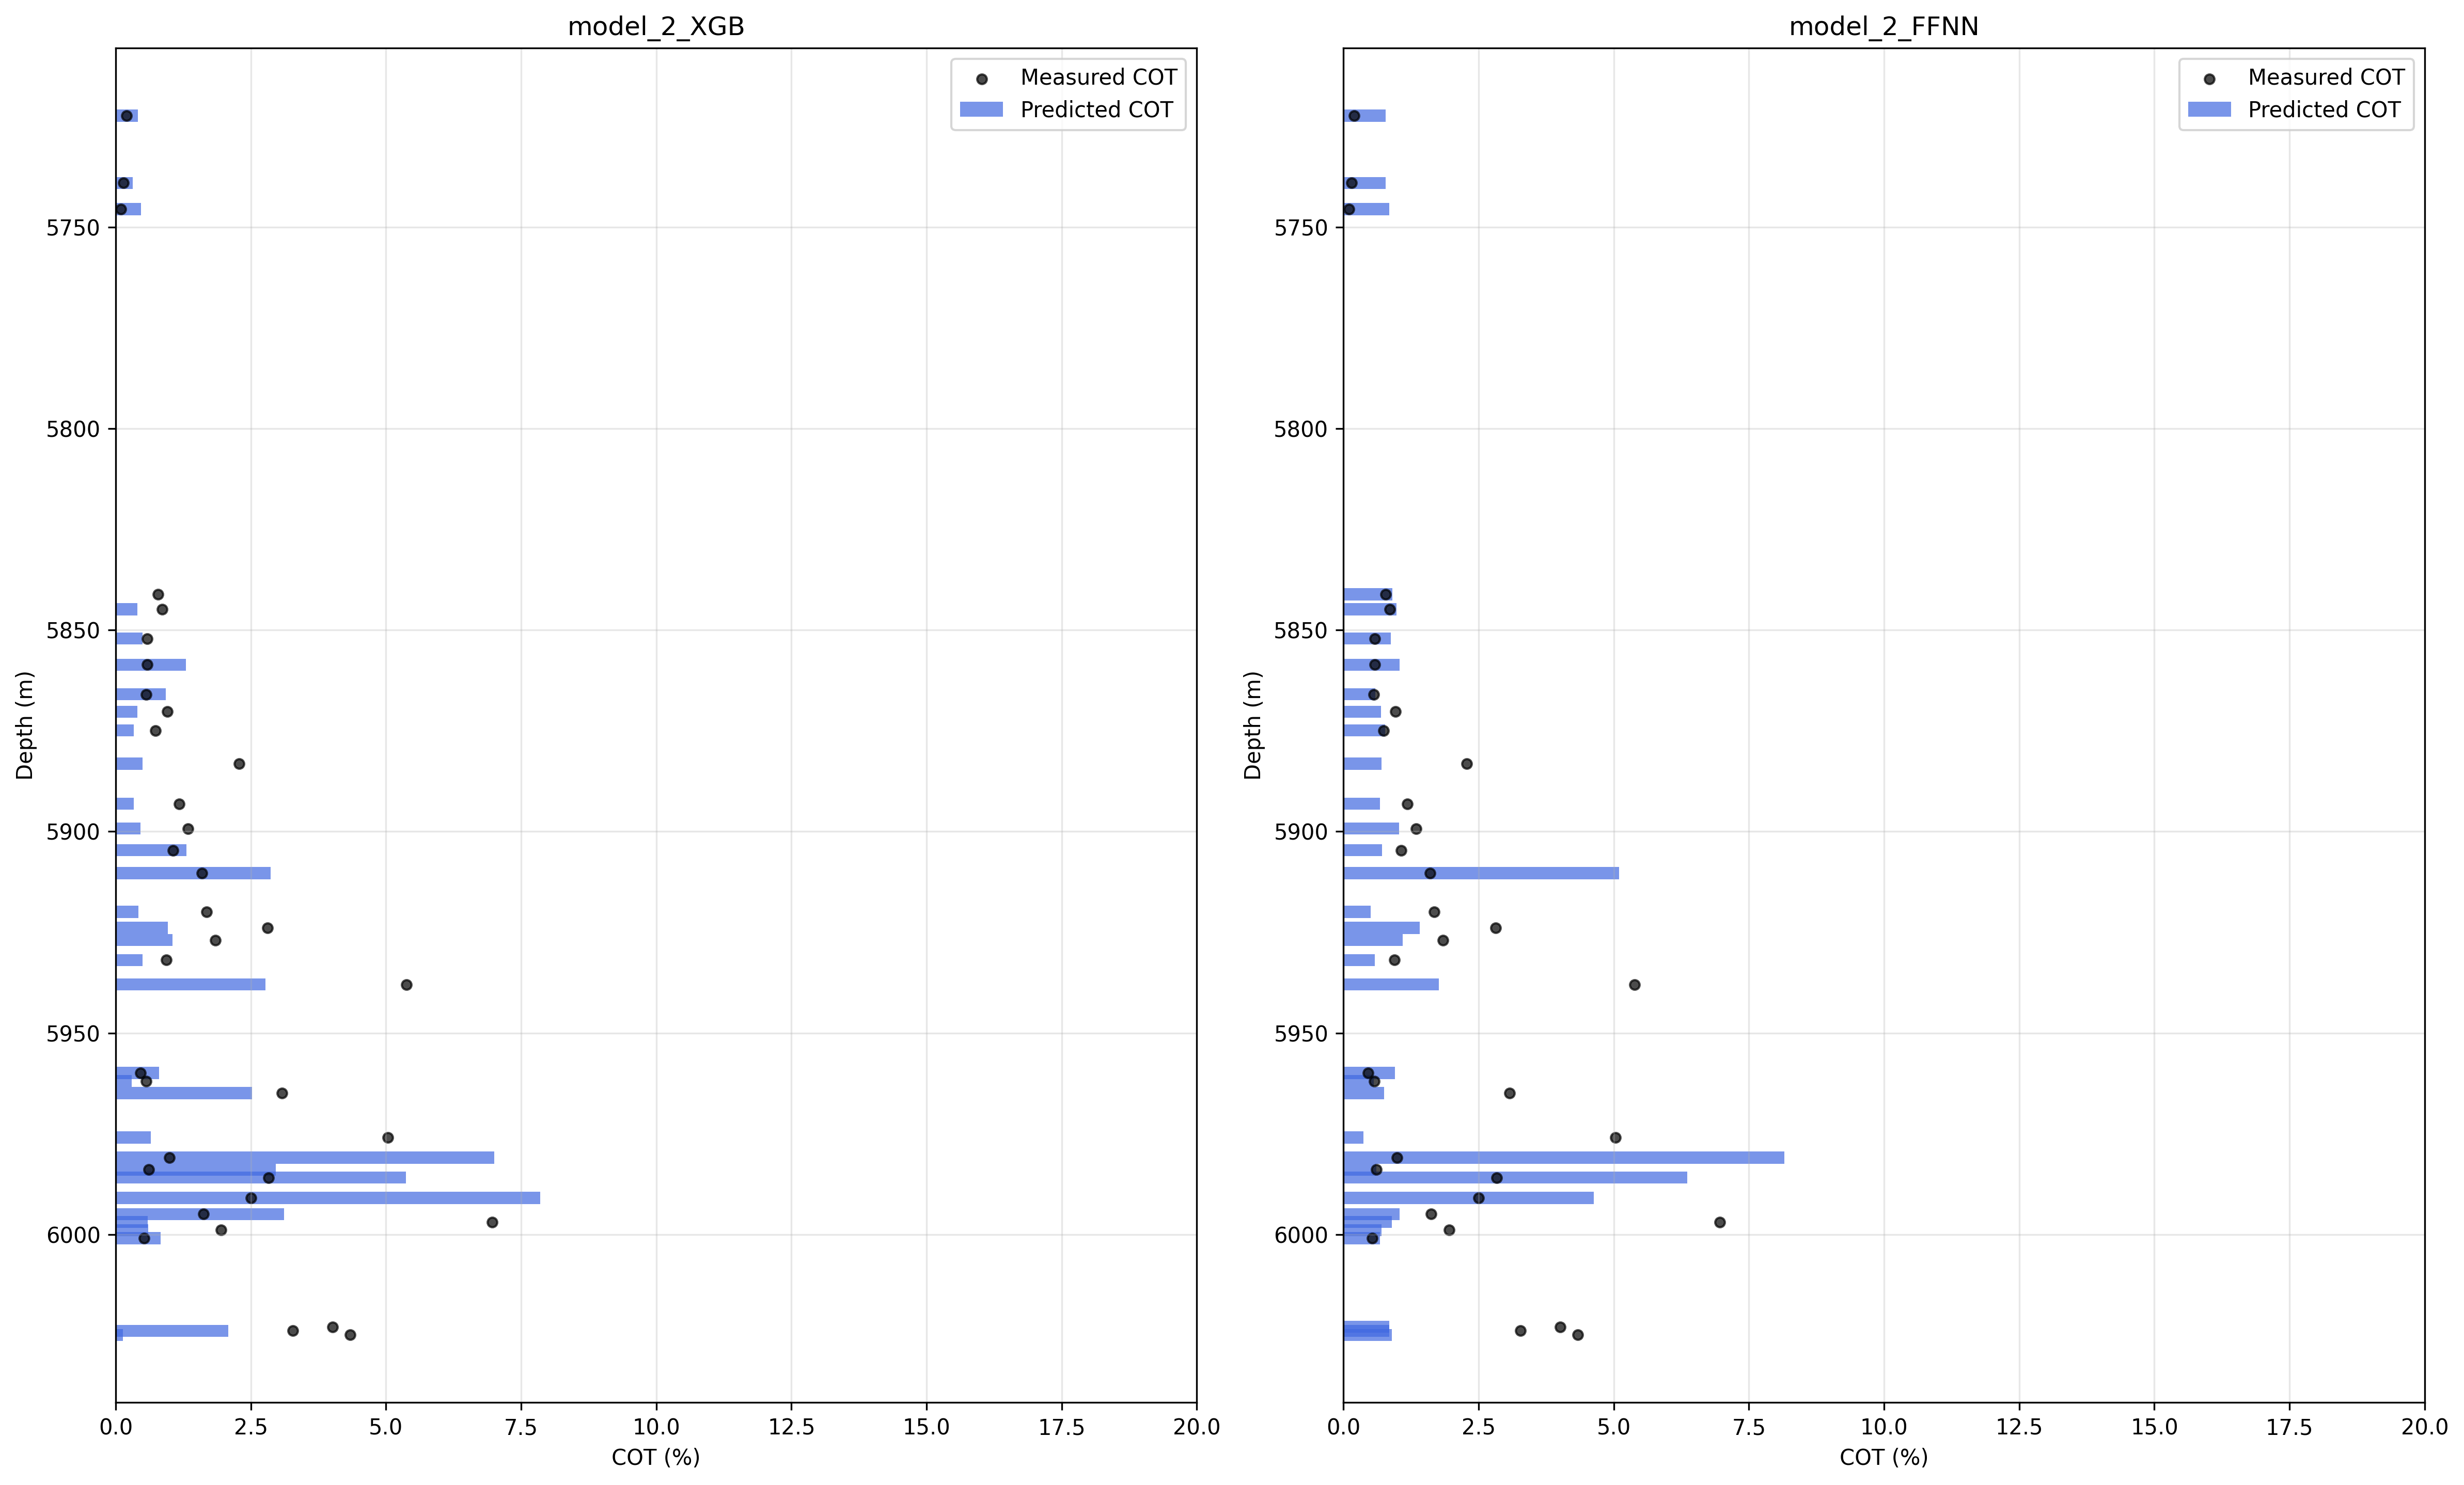 model_2_XGB
Measured COT
Predicted COT
5750
5800
5850
5900
5950
6000
Depth (m)
0.0 2.5 5.0 7.5 10.0 12.5 15.0 17.5 20.0
COT (%)
model_2_FFNN
Measured COT
Predicted COT
5750
5800
5850
5900
5950
6000
Depth (m)
0.0 2.5 5.0 7.5 10.0 12.5 15.0 17.5 20.0
COT (%)